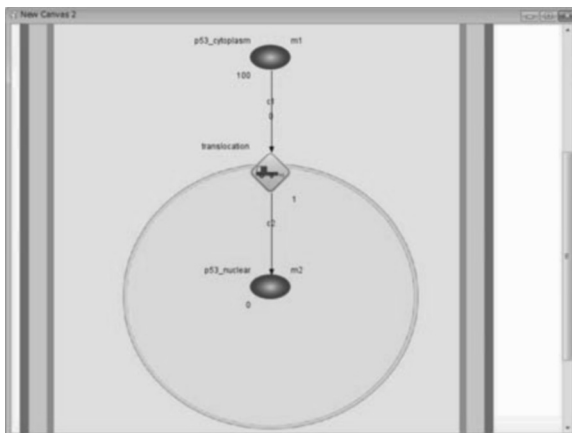 New Canvas 2
p53_cytoplasm m1
100
c1
0
translocation
1
c2
p53_nuclear m2
0